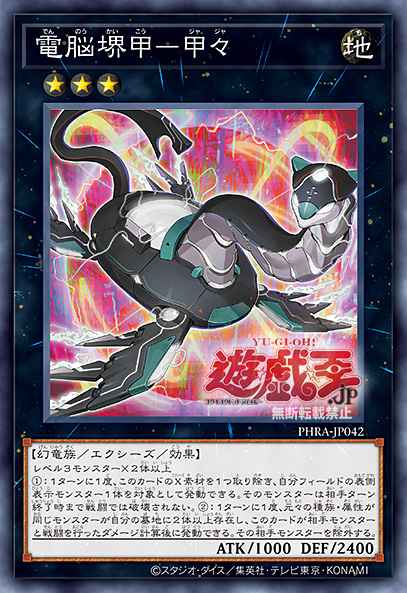 電脳堺甲－甲々
地
YU-GI-OH!
遊戯王.jp
無断転載禁止
PHRA-JP042
【幻竜族／エクシーズ／効果】
レベル３モンスター×２体以上
①：１ターンに１度、このカードのＸ素材を１つ取り除き、自分フィールドの表側
表示モンスター１体を対象として発動できる。そのモンスターは相手ターン
終了時まで戦闘では破壊されない。②：１ターンに１度、元々の種族・属性が
同じモンスターが自分の墓地に２体以上存在し、このカードが相手モンスター
と戦闘を行ったダメージ計算後に発動できる。その相手モンスターを除外する。
ATK/1000 DEF/2400
©スタジオ・ダイス／集英社・テレビ東京・KONAMI